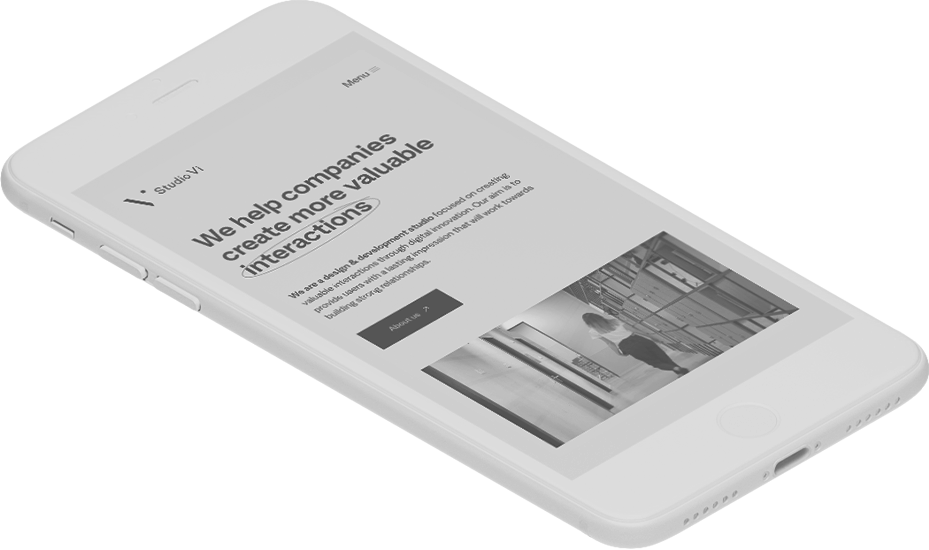 Menu
Studio Vi
We help companies
create more valuable
interactions
We are a design & development studio focused on creating
valuable interactions through digital innovation. Our aim is to
provide users with a lasting impression that will work towards
building strong relationships.
About us ↗